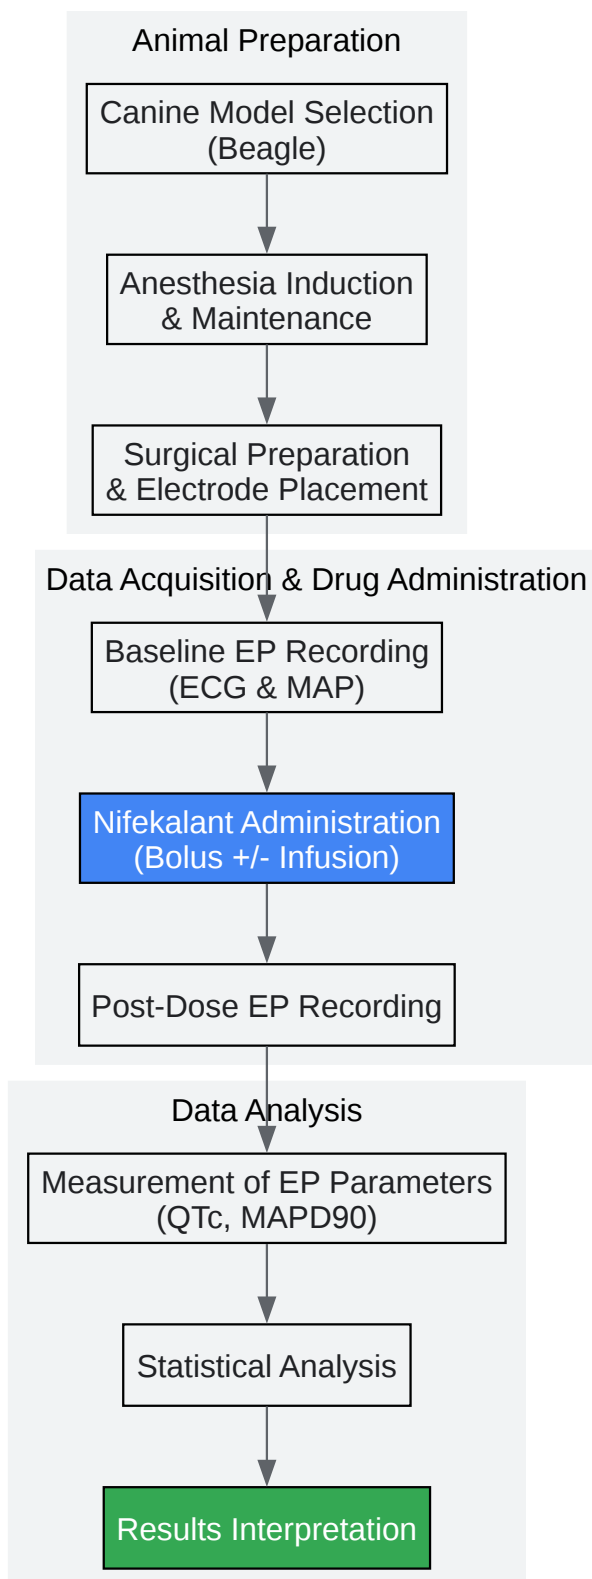 Animal Preparation
Canine Model Selection
(Beagle)
Anesthesia Induction
& Maintenance
Surgical Preparation
& Electrode Placement
Data Acquisition & Drug Administration
Baseline EP Recording
(ECG & MAP)
Nifekalant Administration
(Bolus +/- Infusion)
Post-Dose EP Recording
Data Analysis
Measurement of EP Parameters
(QTc, MAPD90)
Statistical Analysis
Results Interpretation